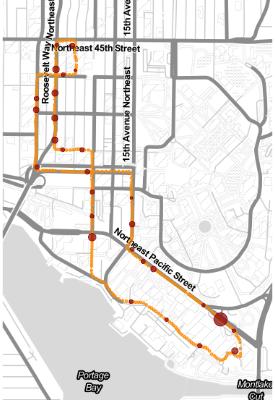 Roosevelt Way Northeast
15th Avenue
Northeast 45th Street
15th Avenue Northeast
Northeast Pacific Street
Portage
Bay
Montlake
Cut